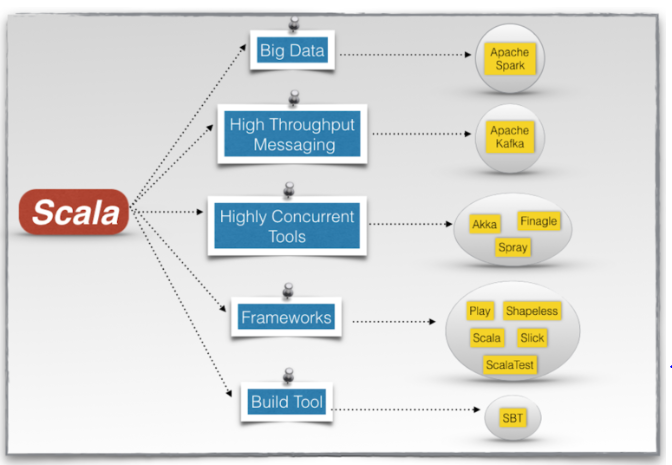 Scala
Big Data
Apache
Spark
High Throughput
Messaging
Apache
Kafka
Highly Concurrent
Tools
Akka
Finagle
Spray
Frameworks
Play
Shapeless
Scala
Slick
ScalaTest
Build Tool
SBT